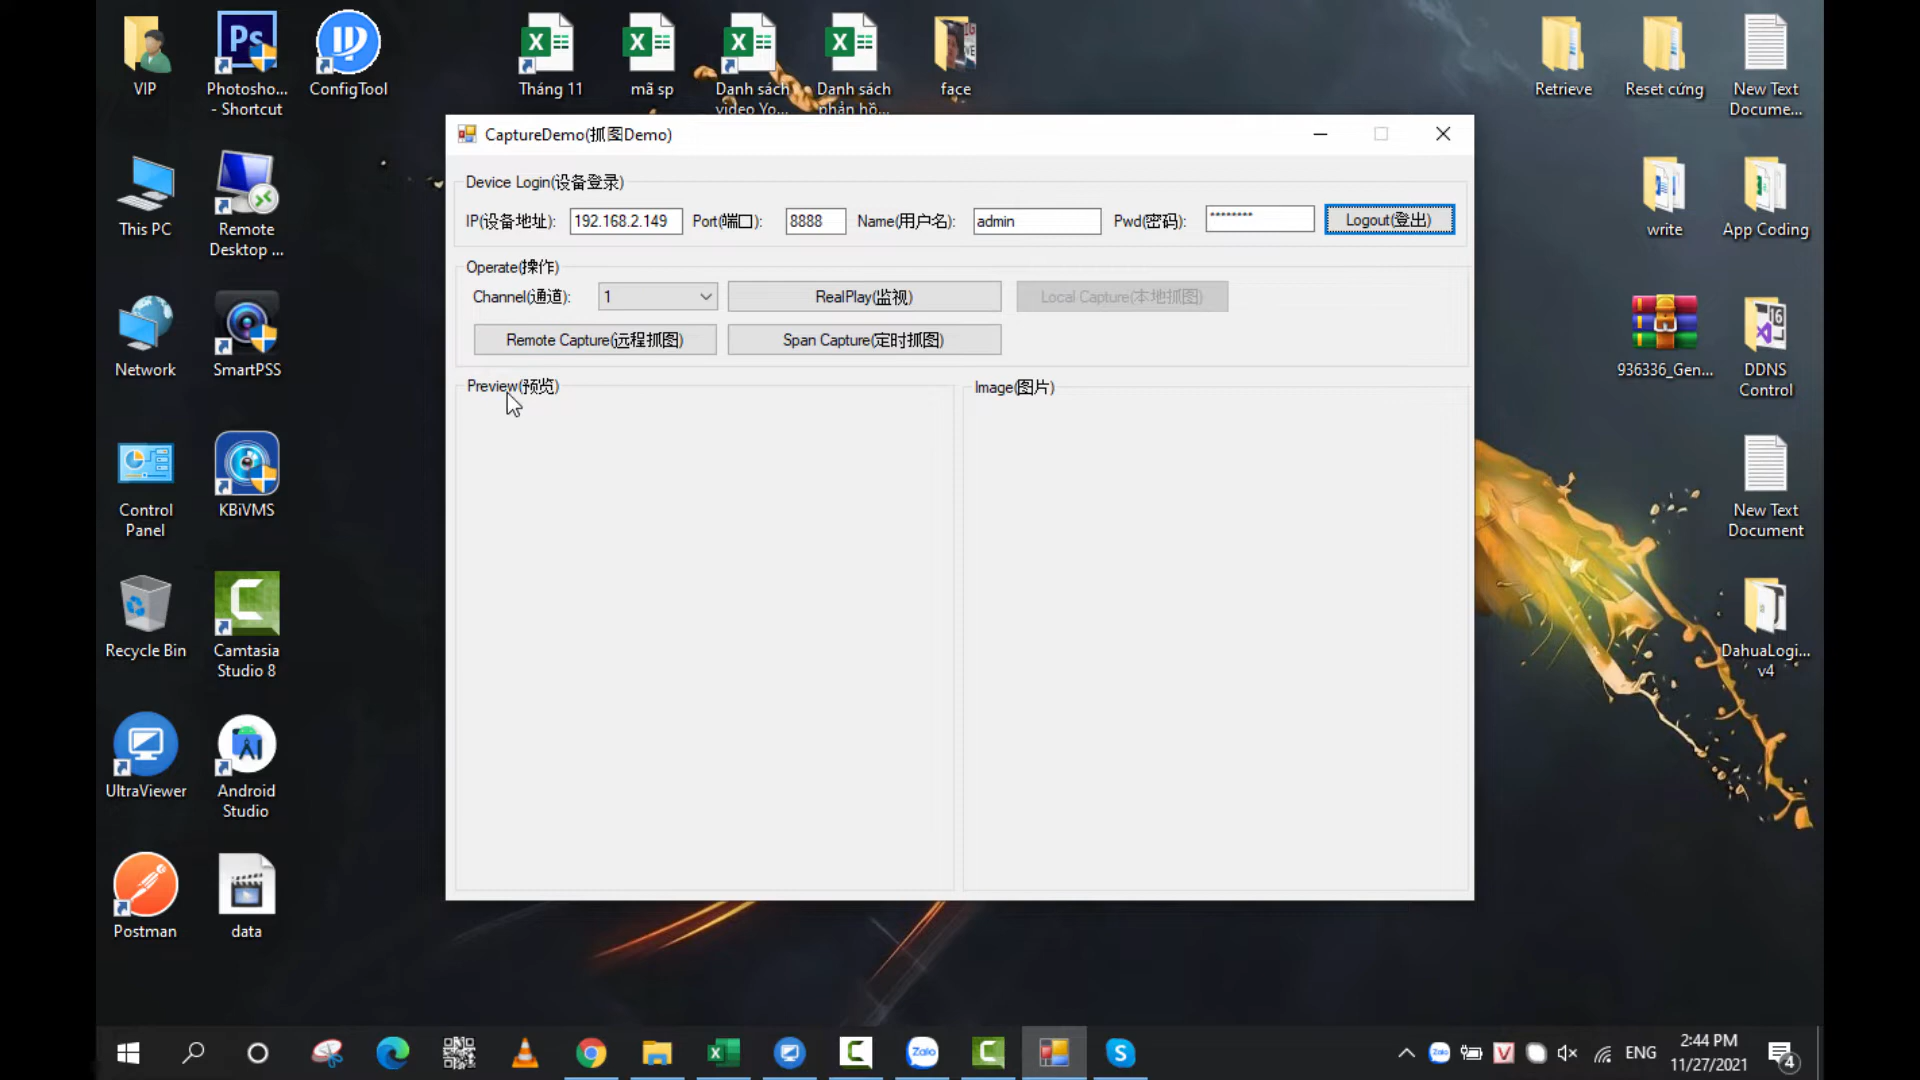 VIP
Photosho...
- Shortcut
ConfigTool
Tháng 11
mã sp
Danh sách
video Yo...
Danh sách
phản hồ...
face
Retrieve
Reset cứng
New Text
Docume...
CaptureDemo(抓图Demo)
Device Login(设备登录)
IP(设备地址): 192.168.2.149 Port(端口): 8888 Name(用户名): admin Pwd(密码): ******** Logout(登出)
Operate(操作)
Channel(通道): 1 RealPlay(监视) Local Capture(本地抓图)
Remote Capture(远程抓图) Span Capture(定时抓图)
Preview(预览)
Image(图片)
This PC
Remote
Desktop ...
write
App Coding
Network
SmartPSS
936336_Gen...
DDNS
Control
Control
Panel
KBiVMS
New Text
Document
Recycle Bin
Camtasia
Studio 8
DahuaLogi...
v4
UltraViewer
Android
Studio
Postman
data
Zalo
ENG
2:44 PM
11/27/2021
4